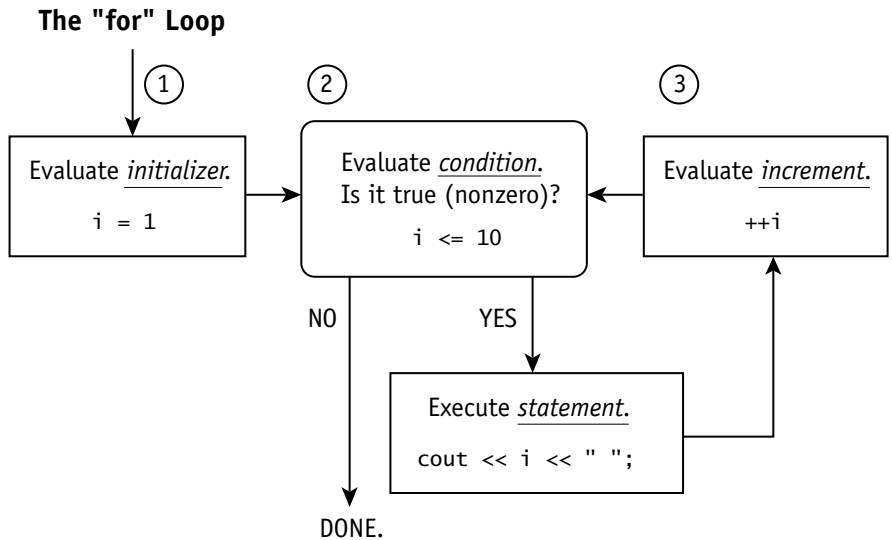 The "for" Loop
1
2
3
Evaluate initializer.
i = 1
Evaluate condition.
Is it true (nonzero)?
i <= 10
Evaluate increment.
++i
NO
YES
Execute statement.
cout << i << " ";
DONE.